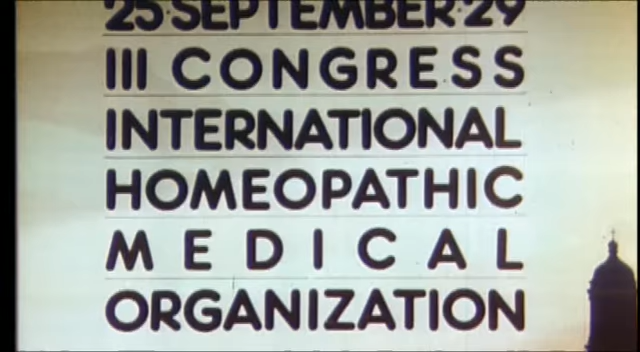 25·SEPTEMBER·29
III CONGRESS
INTERNATIONAL
HOMEOPATHIC
MEDICAL
ORGANIZATION